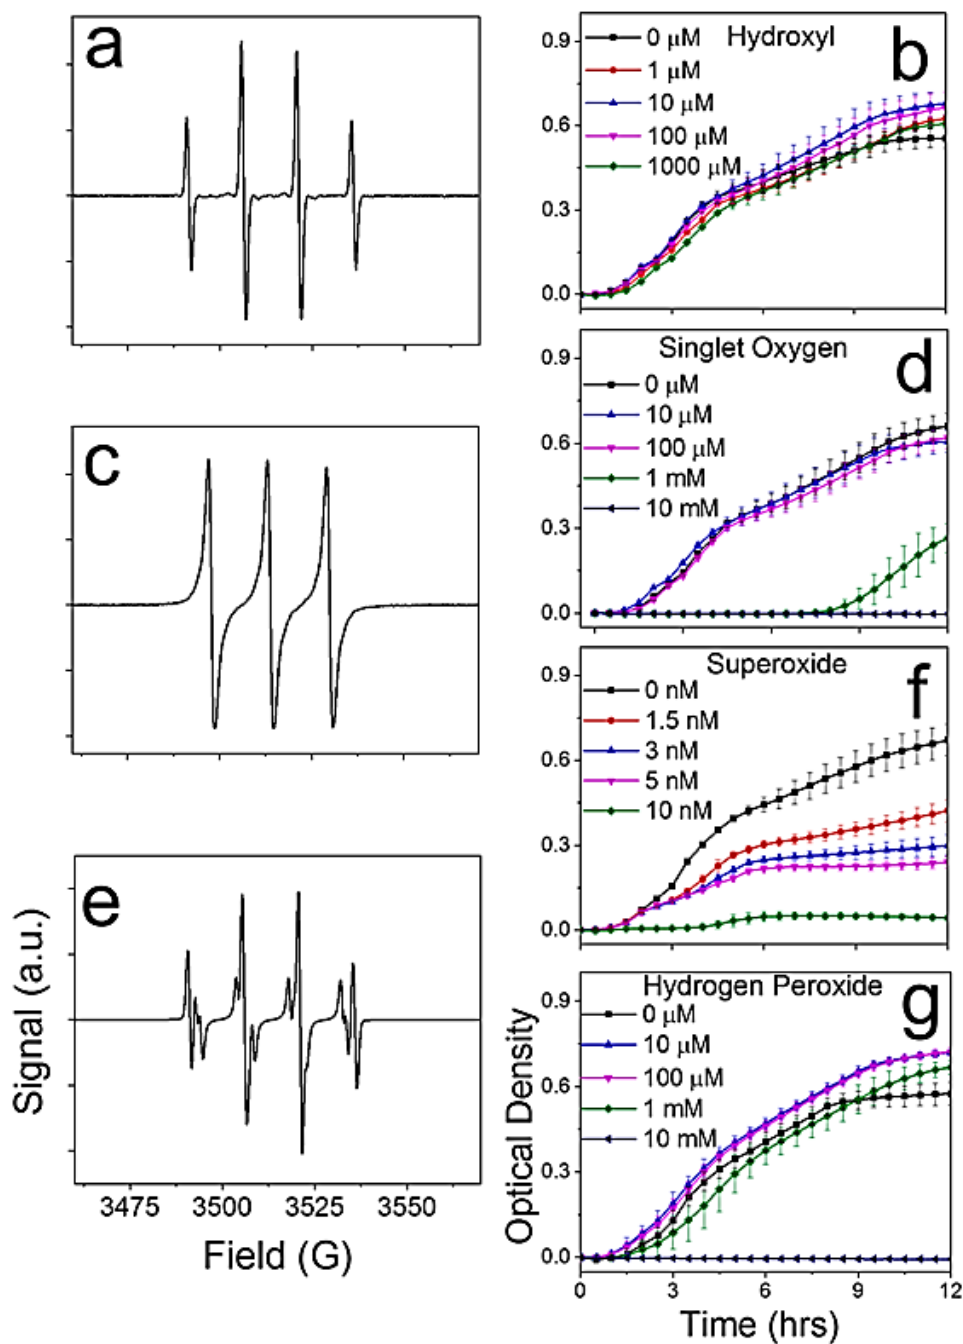 a
b
Hydroxyl
0 μM
1 μM
10 μM
100 μM
1000 μM
0.9
0.6
0.3
0.0
c
d
Singlet Oxygen
0 μM
10 μM
100 μM
1 mM
10 mM
0.9
0.6
0.3
0.0
e
f
Superoxide
0 nM
1.5 nM
3 nM
5 nM
10 nM
0.9
0.6
0.3
0.0
g
Hydrogen Peroxide
0 μM
10 μM
100 μM
1 mM
10 mM
0.9
0.6
0.3
0.0
Signal (a.u.)
3475 3500 3525 3550
Field (G)
Optical Density
0 3 6 9 12
Time (hrs)